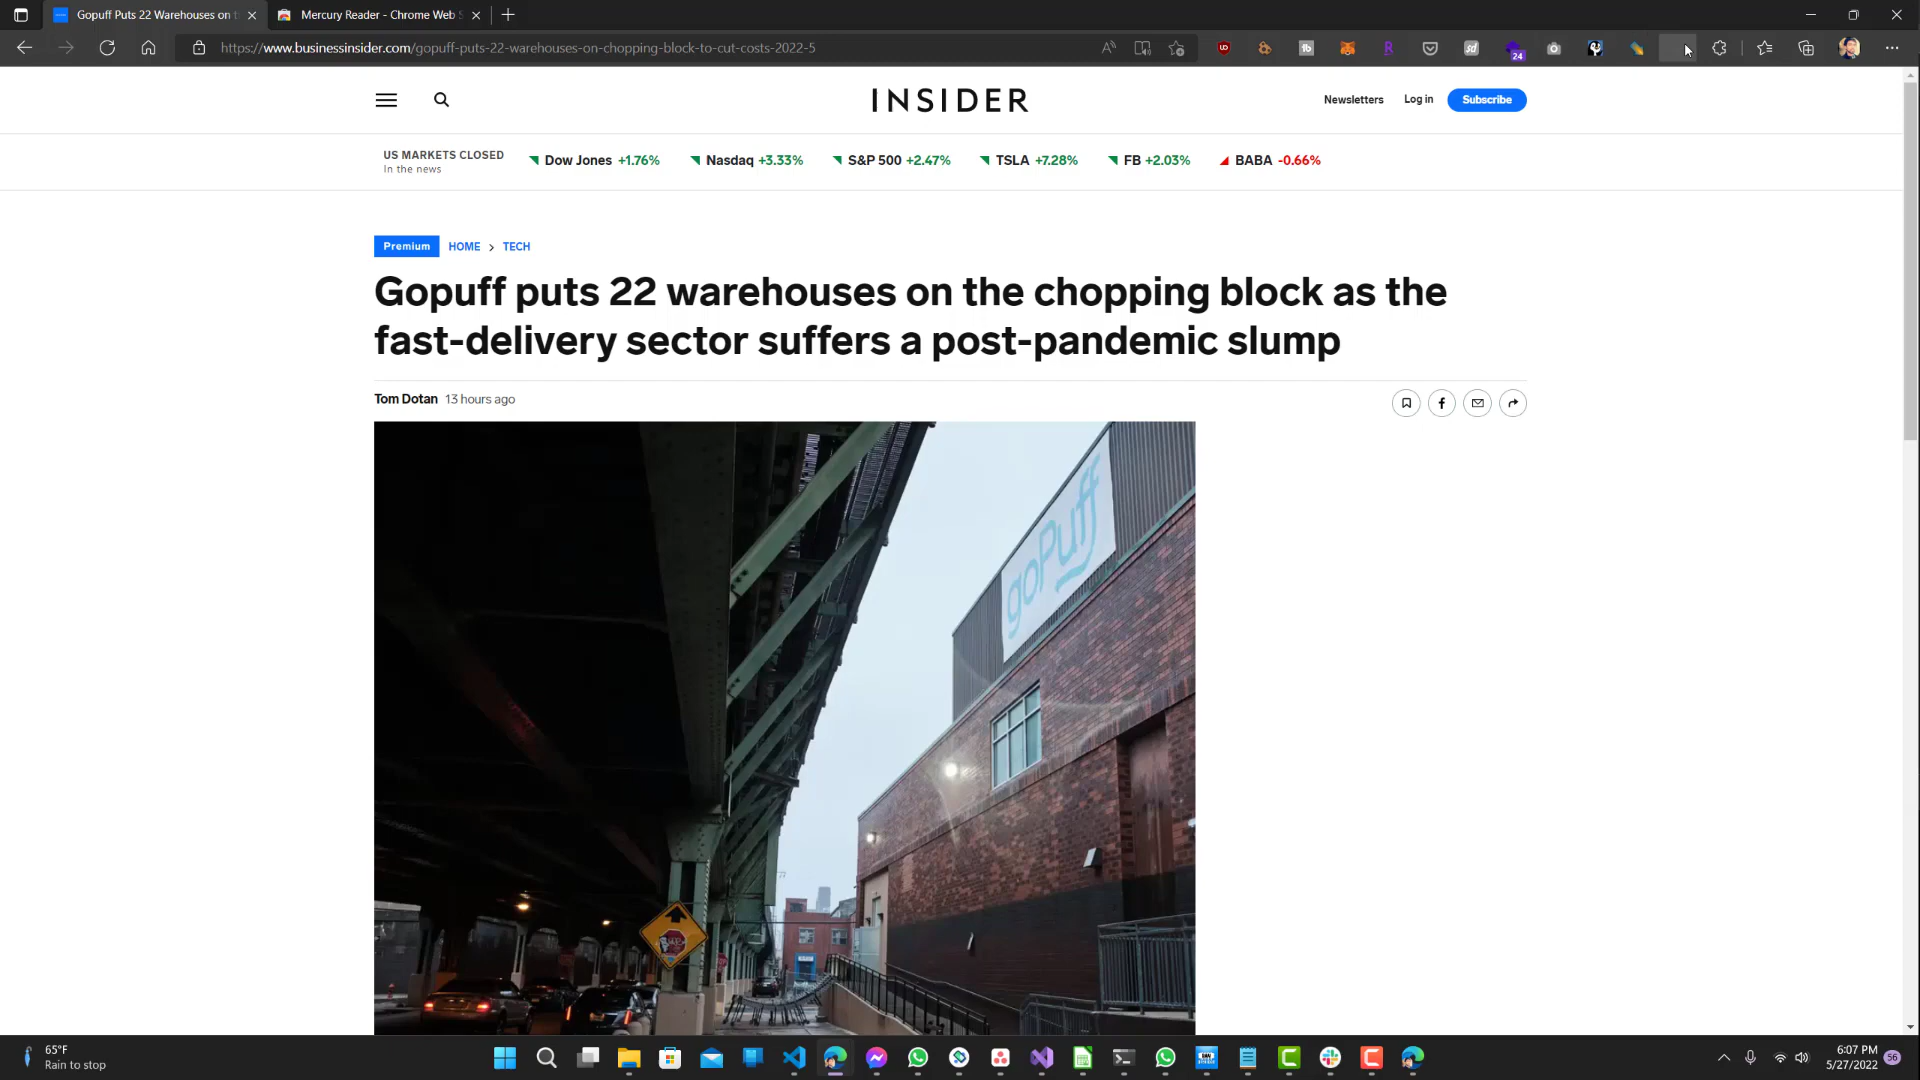 Gopuff Puts 22 Warehouses on t
Mercury Reader - Chrome Web S
https://www.businessinsider.com/gopuff-puts-22-warehouses-on-chopping-block-to-cut-costs-2022-5
24
INSIDER
Newsletters
Log in
Subscribe
US MARKETS CLOSED
In the news
Dow Jones +1.76%
Nasdaq +3.33%
S&P 500 +2.47%
TSLA +7.28%
FB +2.03%
BABA -0.66%
Premium
HOME > TECH
Gopuff puts 22 warehouses on the chopping block as the
fast-delivery sector suffers a post-pandemic slump
Tom Dotan 13 hours ago
goPuff
65°F
Rain to stop
6:07 PM
5/27/2022
56